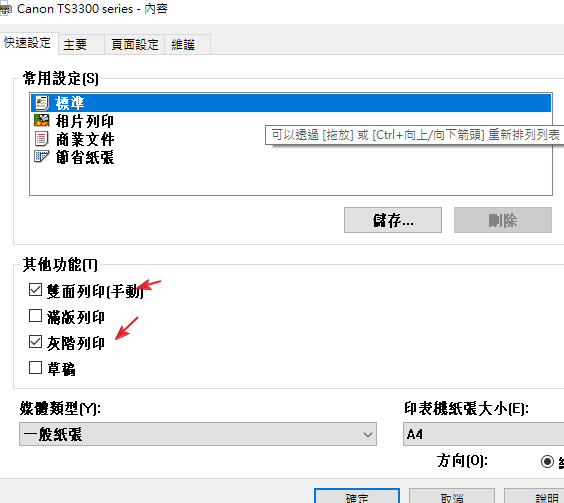 Canon TS3300 series - 內容
快速設定 主要 頁面設定 維護
常用設定(S)
標準
相片列印
可以透過 [拖放] 或 [Ctrl+向上/向下箭頭] 重新排列列表
商業文件
節省紙張
儲存... 刪除
其他功能(T)
雙面列印(手動)
滿版列印
灰階列印
草稿
媒體類型(Y): 印表機紙張大小(E):
一般紙張 A4
方向(O):
確定 取消 說明